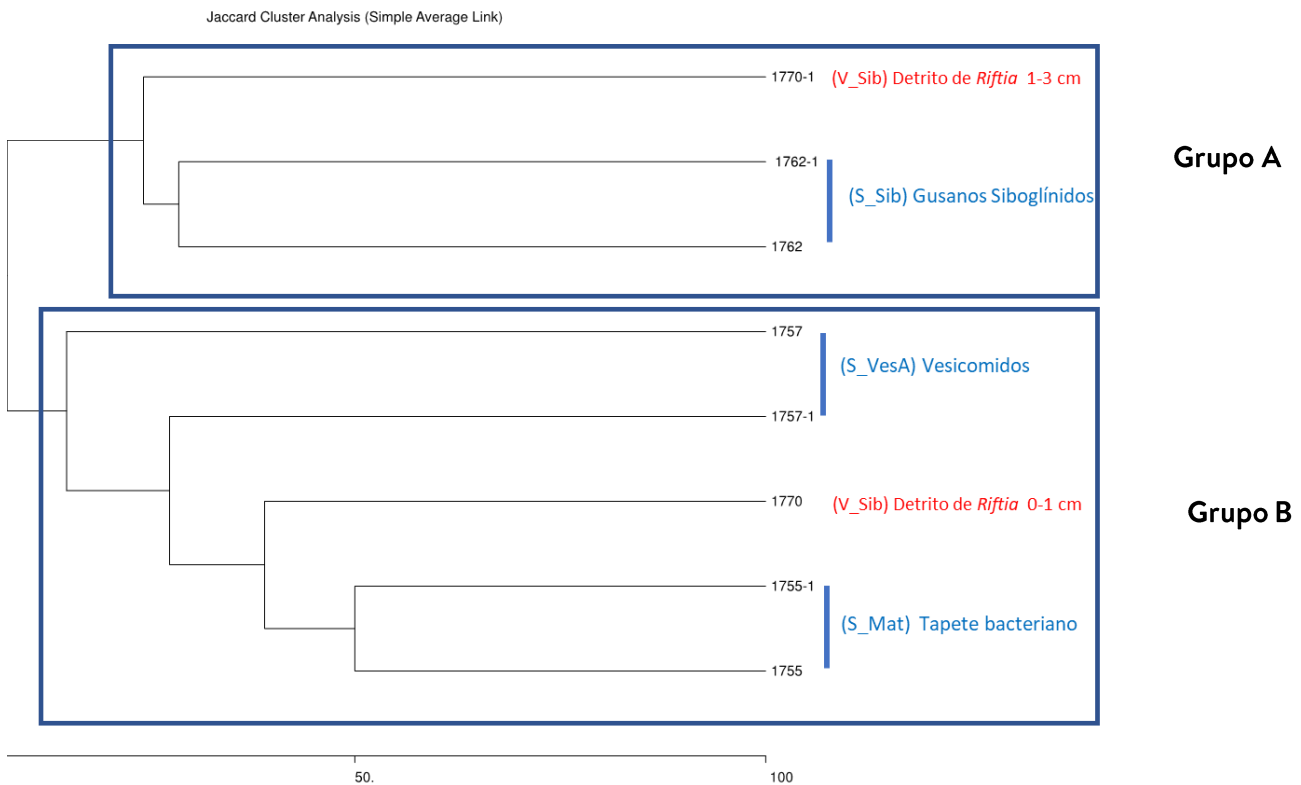 Jaccard Cluster Analysis (Simple Average Link)
1770-1 (V_Sib) Detrito de Riftia 1-3 cm
Grupo A
1762-1
(S_Sib) Gusanos Siboglínidos
1762
1757
(S_VesA) Vesicomidos
1757-1
1770 (V_Sib) Detrito de Riftia 0-1 cm
Grupo B
1755-1
(S_Mat) Tapete bacteriano
1755
50. 100